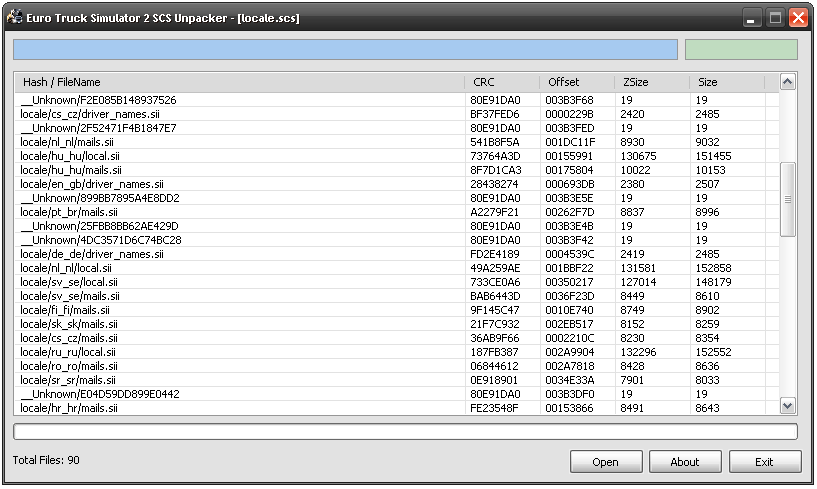 Euro Truck Simulator 2 SCS Unpacker - [locale.scs]
Hash / FileName CRC Offset ZSize Size
__Unknown/F2E085B148937526 80E91DA0 003B3F68 19 19
locale/cs_cz/driver_names.sii BF37FED6 0000229B 2420 2485
__Unknown/2F52471F4B1847E7 80E91DA0 003B3FED 19 19
locale/nl_nl/mails.sii 541B8F5A 001DC11F 8930 9032
locale/hu_hu/local.sii 73764A3D 00155991 130675 151455
locale/hu_hu/mails.sii 8F7D1CA3 00175804 10022 10153
locale/en_gb/driver_names.sii 28438274 000693DB 2380 2507
__Unknown/899BB7895A4E8DD2 80E91DA0 003B3E5E 19 19
locale/pt_br/mails.sii A2279F21 00262F7D 8837 8996
__Unknown/25FBB8BB62AE429D 80E91DA0 003B3E4B 19 19
__Unknown/4DC3571D6C74BC28 80E91DA0 003B3F42 19 19
locale/de_de/driver_names.sii FD2E4189 0004539C 2419 2485
locale/nl_nl/local.sii 49A259AE 001BBF22 131581 152858
locale/sv_se/local.sii 733CE0A6 00350217 127014 148179
locale/sv_se/mails.sii BAB6443D 0036F23D 8449 8610
locale/fi_fi/mails.sii 9F145C47 0010E740 8749 8902
locale/sk_sk/mails.sii 21F7C932 002EB517 8152 8259
locale/cs_cz/mails.sii 36AB9F66 0002210C 8230 8354
locale/ru_ru/local.sii 187FB387 002A9904 132296 152552
locale/ro_ro/mails.sii 06844612 002A7818 8428 8636
locale/sr_sr/mails.sii 0E918901 0034E33A 7901 8033
__Unknown/E04D59DD899E0442 80E91DA0 003B3DF0 19 19
locale/hr_hr/mails.sii FE23548F 00153866 8491 8643
Total Files: 90
Open About Exit